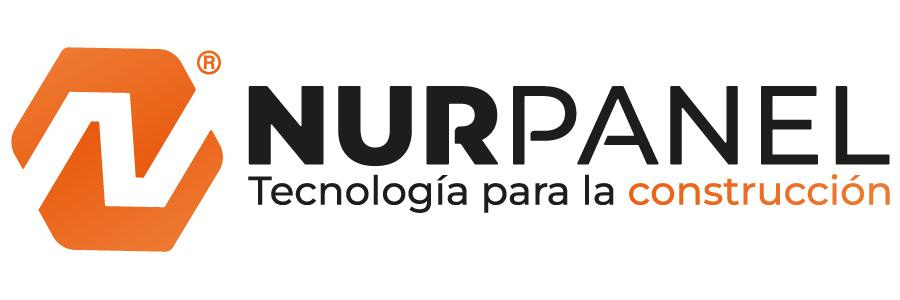 ®
NURPANEL
Tecnología para la construcción